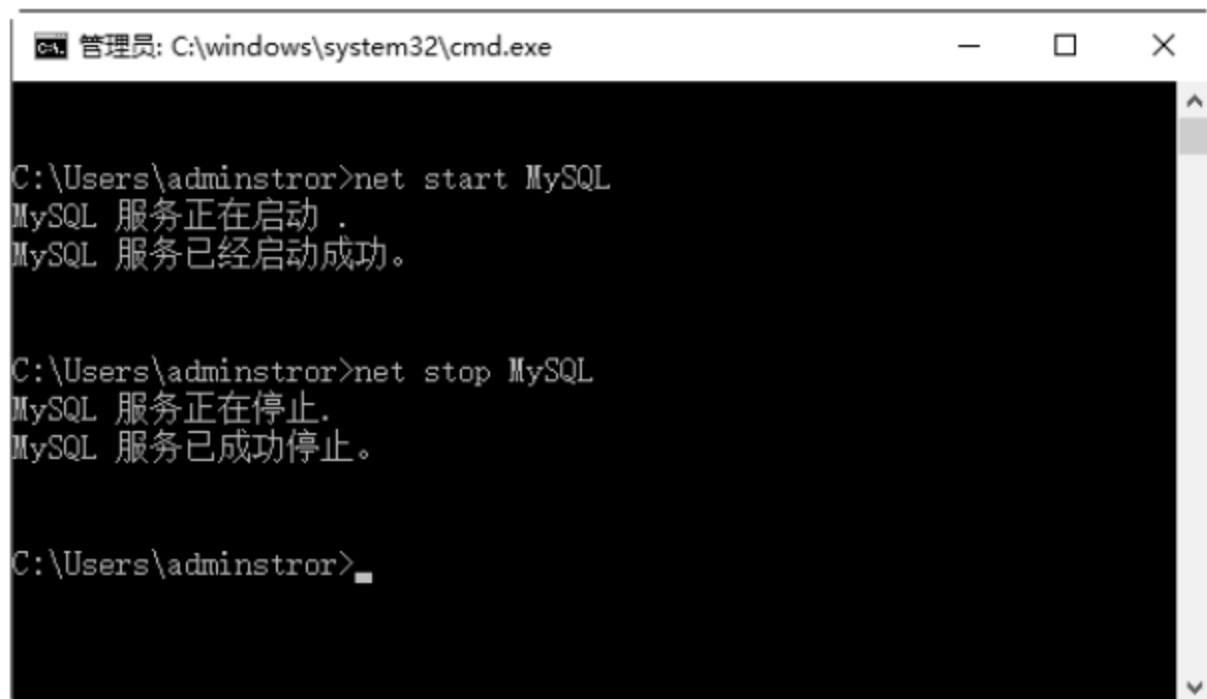 管理员: C:\windows\system32\cmd.exe
C:\Users\adminstror>net start MySQL
MySQL 服务正在启动 .
MySQL 服务已经启动成功。
C:\Users\adminstror>net stop MySQL
MySQL 服务正在停止.
MySQL 服务已成功停止。
C:\Users\adminstror>